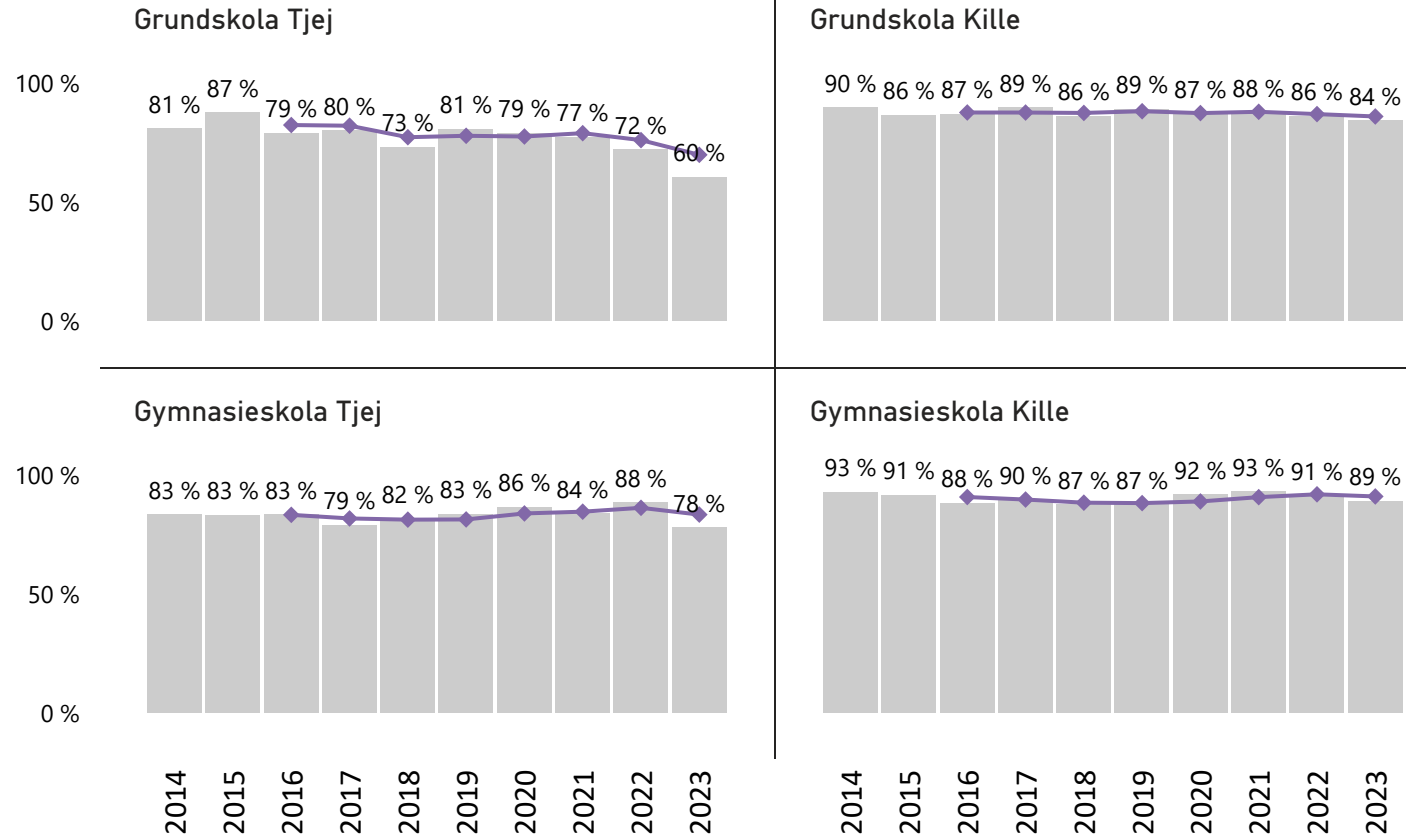 Grundskola Tjej
100 %
50 %
0 %
81 % 87 % 79 % 80 % 73 % 81 % 79 % 77 % 72 % 60 %
Grundskola Kille
90 % 86 % 87 % 89 % 86 % 89 % 87 % 88 % 86 % 84 %
Gymnasieskola Tjej
100 %
50 %
0 %
83 % 83 % 83 % 79 % 82 % 83 % 86 % 84 % 88 % 78 %
2014 2015 2016 2017 2018 2019 2020 2021 2022 2023
Gymnasieskola Kille
93 % 91 % 88 % 90 % 87 % 87 % 92 % 93 % 91 % 89 %
2014 2015 2016 2017 2018 2019 2020 2021 2022 2023